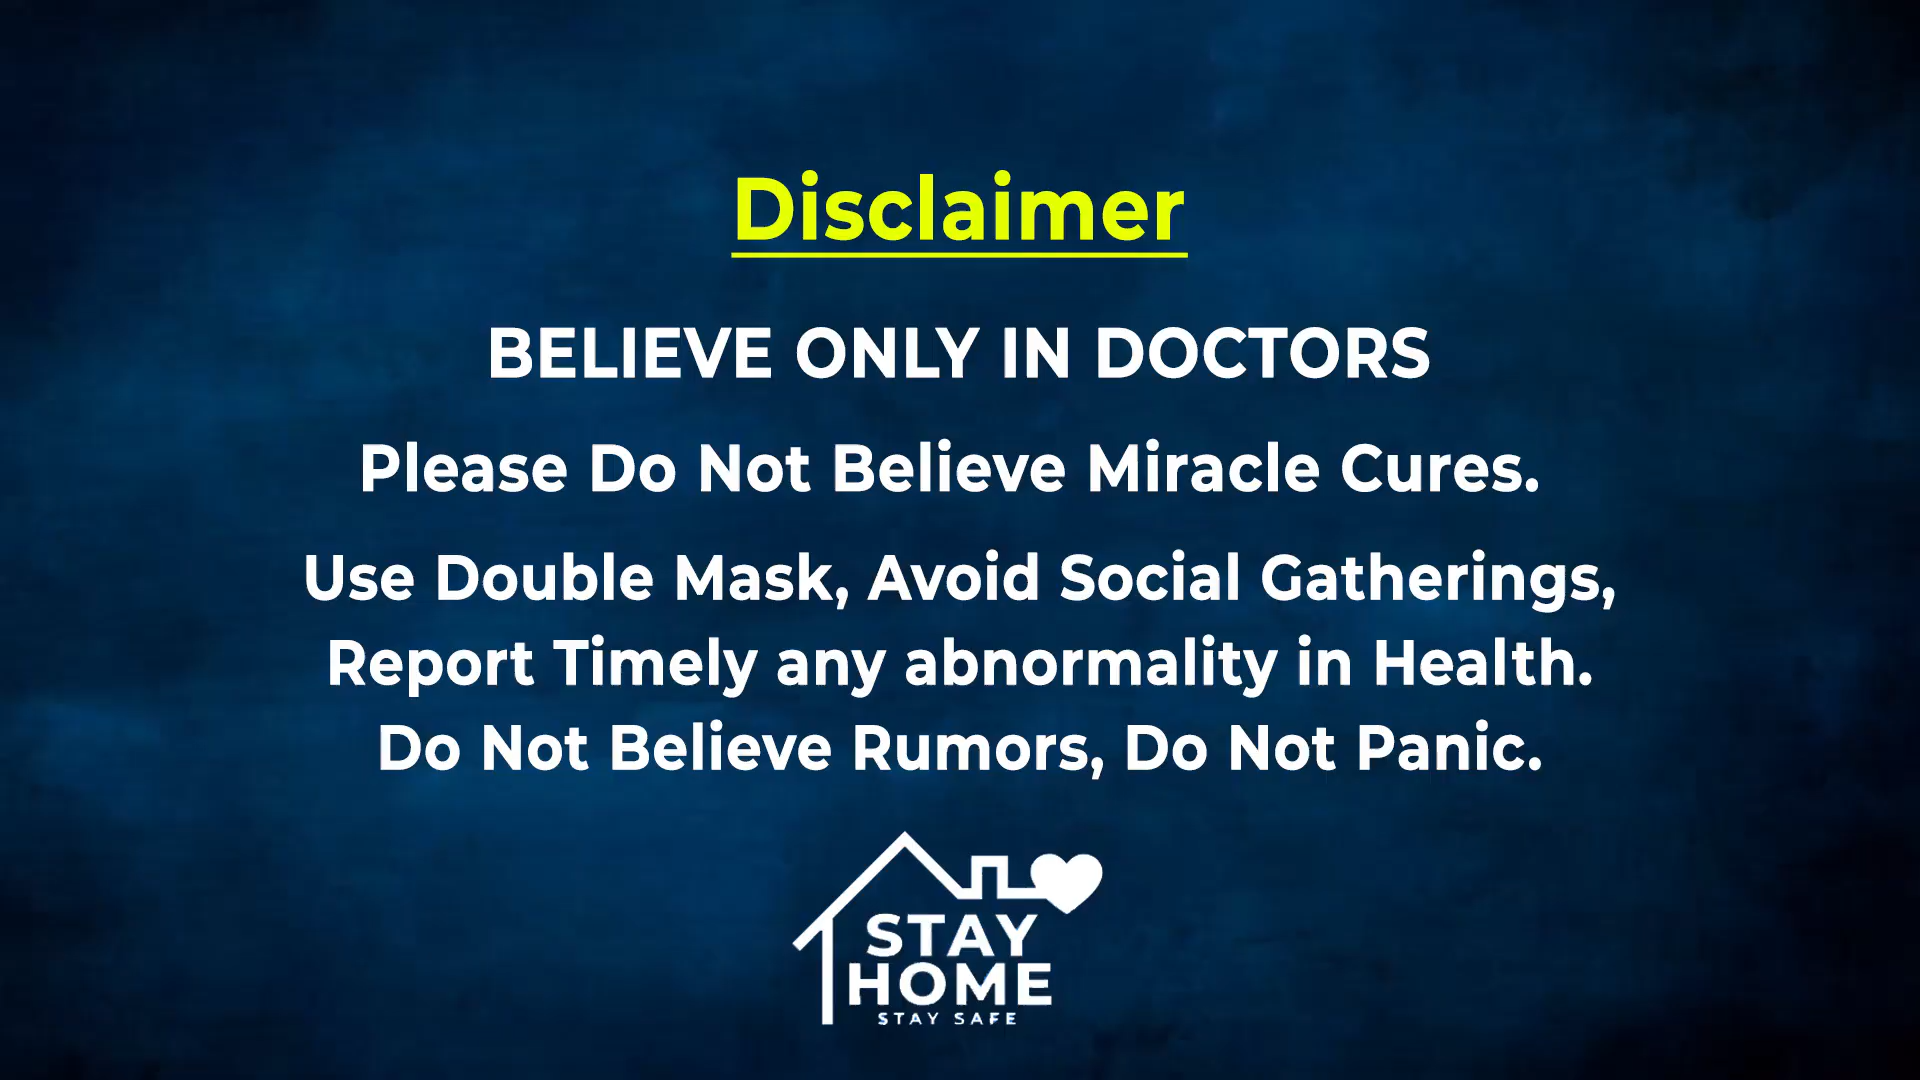 Disclaimer
BELIEVE ONLY IN DOCTORS
Please Do Not Believe Miracle Cures.
Use Double Mask, Avoid Social Gatherings,
Report Timely any abnormality in Health.
Do Not Believe Rumors, Do Not Panic.
STAY
HOME
STAY SAFE